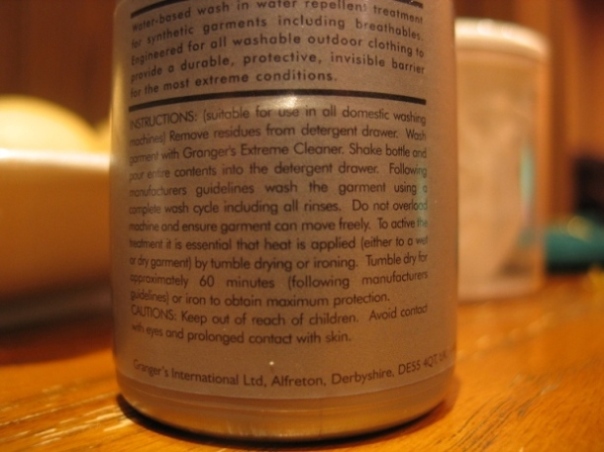 water-based wash in water repellent treatment
for synthetic garments including breathables.
Engineered for all washable outdoor clothing to
provide a durable, protective, invisible barrier
for the most extreme conditions.
INSTRUCTIONS: (suitable for use in all domestic washing
machines) Remove residues from detergent drawer. Wash
garment with Granger's Extreme Cleaner. Shake bottle and
pour entire contents into the detergent drawer. Following
manufacturers guidelines wash the garment using a
complete wash cycle including all rinses. Do not overload
machine and ensure garment can move freely. To active the
treatment it is essential that heat is applied (either to a wet
or dry garment) by tumble drying or ironing. Tumble dry for
approximately 60 minutes (following manufacturers
guidelines) or iron to obtain maximum protection.
CAUTIONS: Keep out of reach of children. Avoid contact
with eyes and prolonged contact with skin.
Granger's International Ltd, Alfreton, Derbyshire, DE55 4QT,